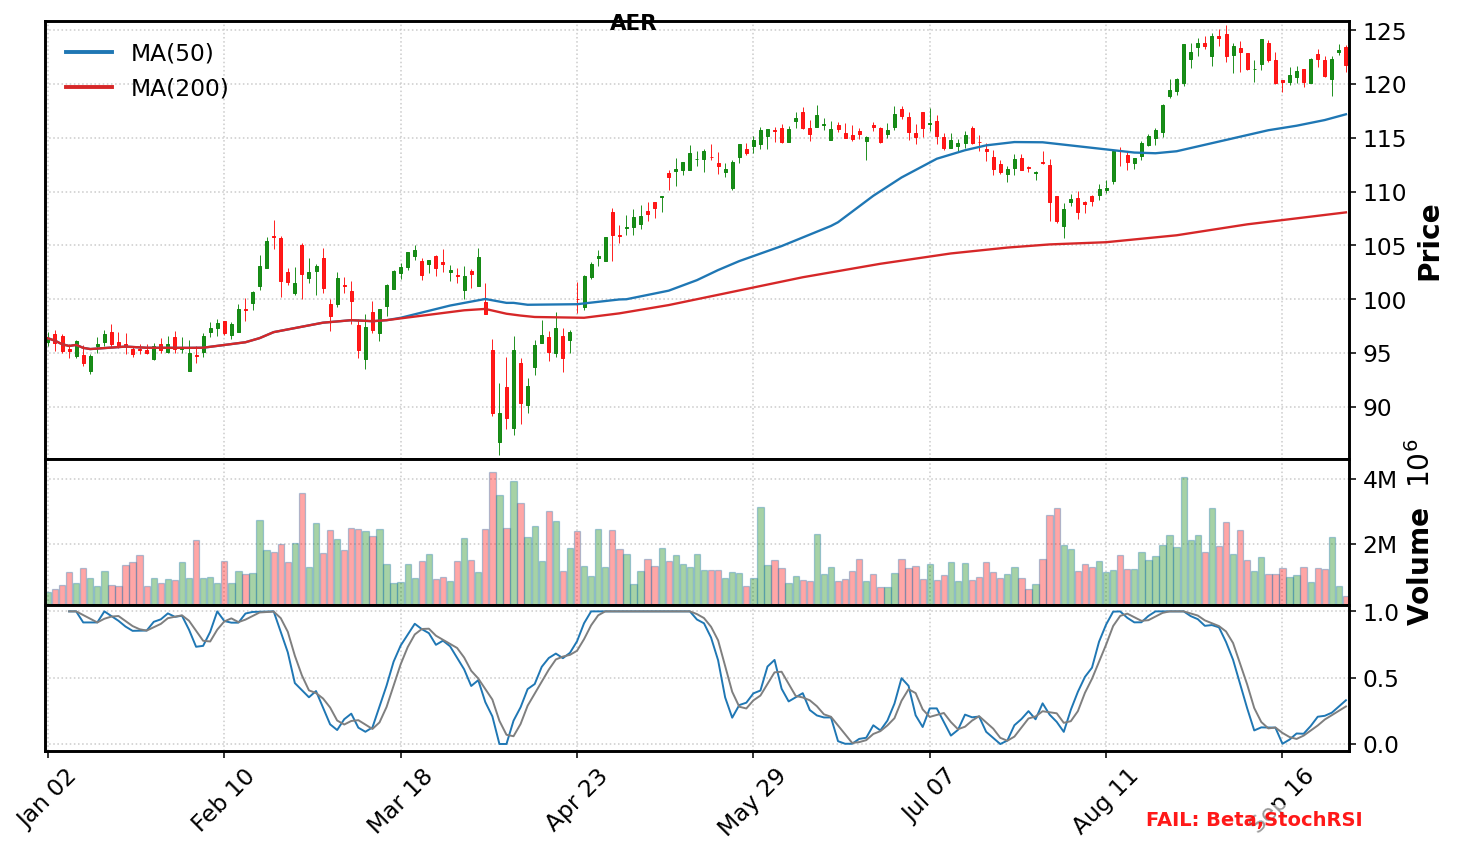 AER
MA(50)
MA(200)
125
120
115
110
105
100
95
90
Price
4M
2M
Volume 10⁶
1.0
0.5
0.0
Jan 02
Feb 10
Mar 18
Apr 23
May 29
Jul 07
Aug 11
Sep 16
FAIL: Beta, StochRSI